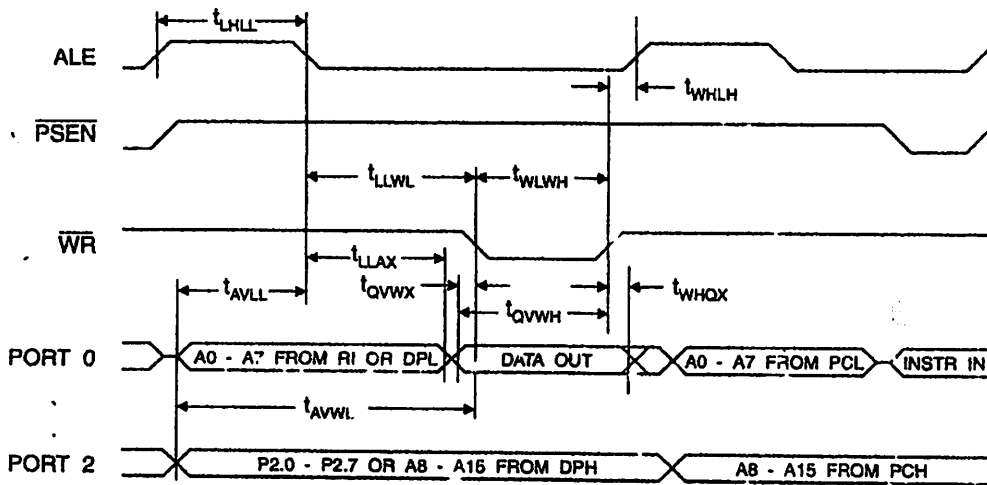 tLHLL
ALE
tWHLH
PSEN
tLLWL
tWLWH
WR
tLLAX
tAVLL
tQVWX
tWHQX
tQVWH
PORT 0
A0 - A7 FROM RI OR DPL
DATA OUT
A0 - A7 FROM PCL
INSTR IN
tAVWL
PORT 2
P2.0 - P2.7 OR A8 - A15 FROM DPH
A8 - A15 FROM PCH